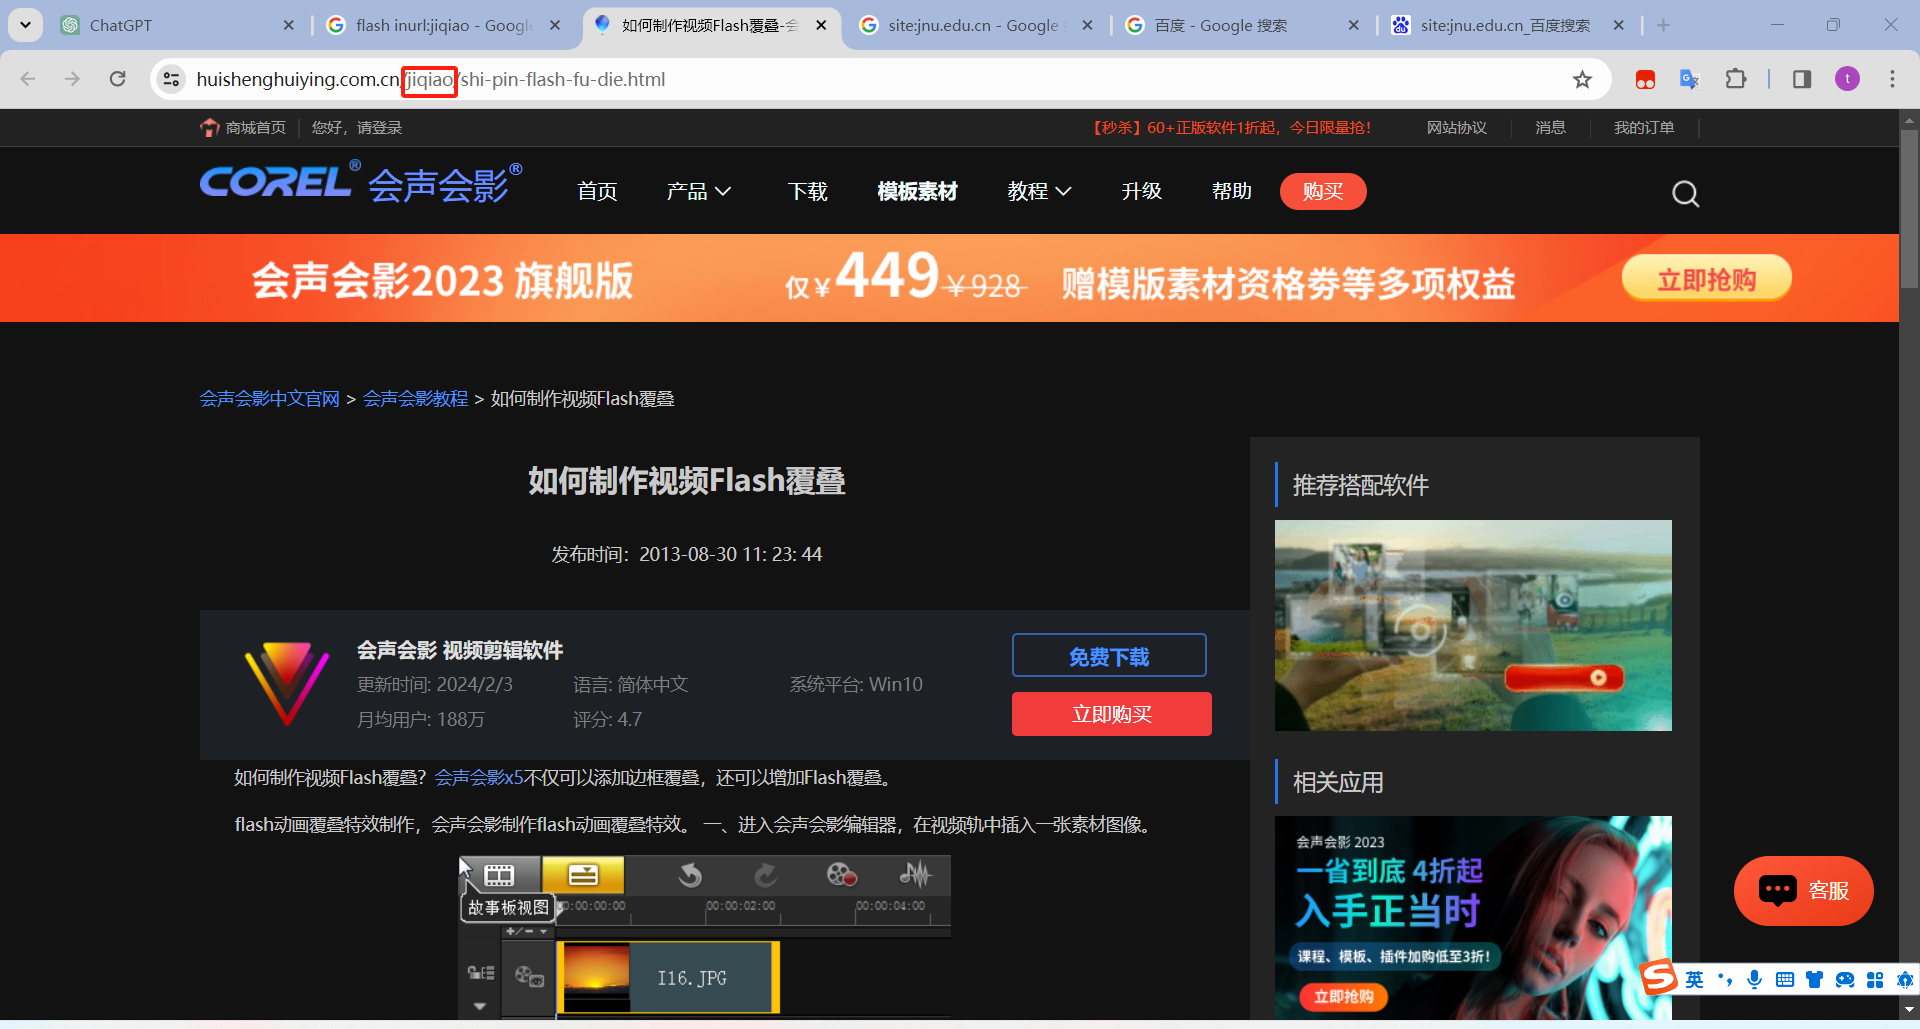 ChatGPT
flash inurl:jiqiao - Google
如何制作视频Flash覆叠-会
site:jnu.edu.cn - Google
百度 - Google 搜索
site:jnu.edu.cn_百度搜索
huishenghuiying.com.cn/jiqiao/shi-pin-flash-fu-die.html
t
商城首页
您好，请登录
【秒杀】60+正版软件1折起，今日限量抢！
网站协议
消息
我的订单
COREL® 会声会影®
首页
产品
下载
模板素材
教程
升级
帮助
购买
会声会影2023 旗舰版
仅¥449 ¥928
赠模版素材资格券等多项权益
立即抢购
会声会影中文官网 > 会声会影教程 > 如何制作视频Flash覆叠
如何制作视频Flash覆叠
发布时间：2013-08-30 11: 23: 44
会声会影 视频剪辑软件
更新时间: 2024/2/3
语言: 简体中文
系统平台: Win10
月均用户: 188万
评分: 4.7
免费下载
立即购买
如何制作视频Flash覆叠？会声会影x5不仅可以添加边框覆叠，还可以增加Flash覆叠。
flash动画覆叠特效制作，会声会影制作flash动画覆叠特效。 一、进入会声会影编辑器，在视频轨中插入一张素材图像。
故事板视图
00:00:00:00
00:00:02:00
00:00:04:00
I16.JPG
推荐搭配软件
相关应用
会声会影 2023
一省到底 4折起
入手正当时
课程、模板、插件加购低至3折！
立即抢购
客服
S
英